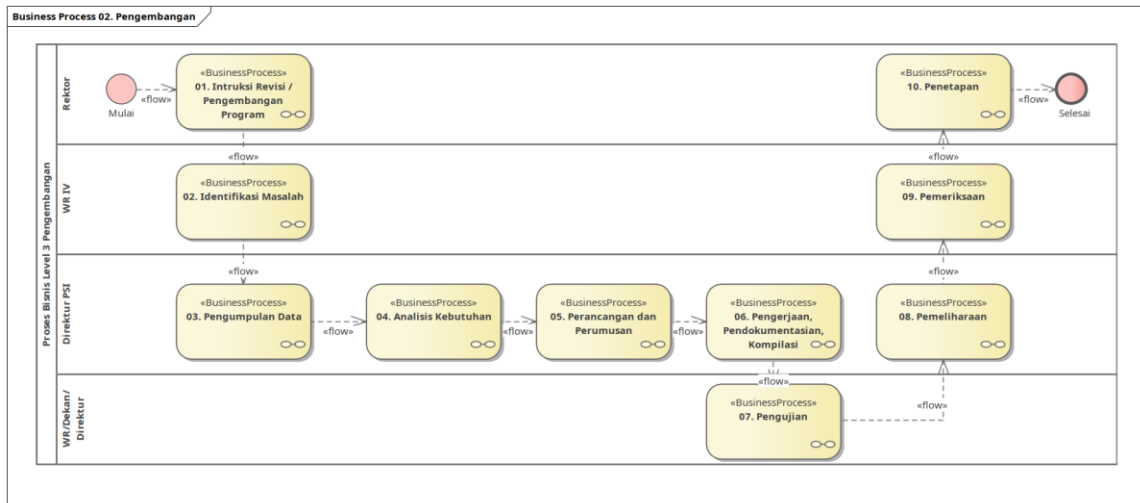 Business Process 02. Pengembangan
Proses Bisnis Level 3 Pengembangan
Rektor
Mulai
«flow»
«BusinessProcess»
01. Intruksi Revisi /
Pengembangan
Program
«BusinessProcess»
10. Penetapan
«flow»
Selesai
«flow»
«flow»
WR IV
«BusinessProcess»
02. Identifikasi Masalah
«BusinessProcess»
09. Pemeriksaan
«flow»
«flow»
Direktur PSI
«BusinessProcess»
03. Pengumpulan Data
«flow»
«BusinessProcess»
04. Analisis Kebutuhan
«flow»
«BusinessProcess»
05. Perancangan dan
Perumusan
«flow»
«BusinessProcess»
06. Pengerjaan,
Pendokumentasian,
Kompilasi
«BusinessProcess»
08. Pemeliharaan
«flow»
WR/Dekan/
Direktur
«BusinessProcess»
07. Pengujian
«flow»